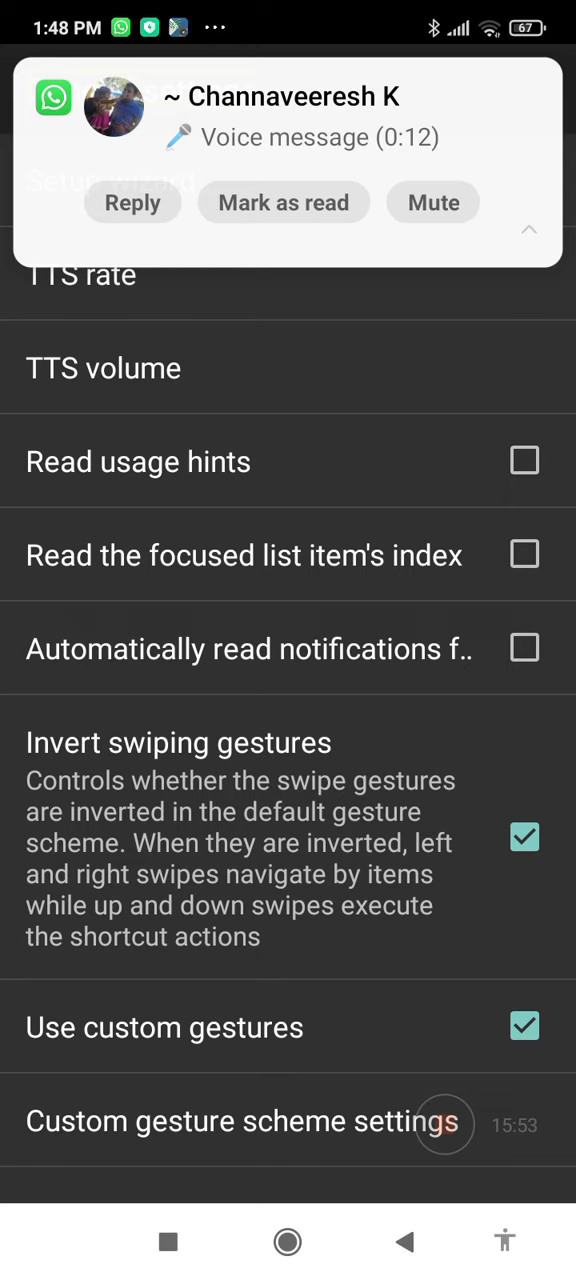 1:48 PM
67
~ Channaveeresh K
Voice message (0:12)
Setup wizard
Reply
Mark as read
Mute
TTS rate
TTS volume
Read usage hints
Read the focused list item's index
Automatically read notifications f..
Invert swiping gestures
Controls whether the swipe gestures
are inverted in the default gesture
scheme. When they are inverted, left
and right swipes navigate by items
while up and down swipes execute
the shortcut actions
Use custom gestures
Custom gesture scheme settings
15:53